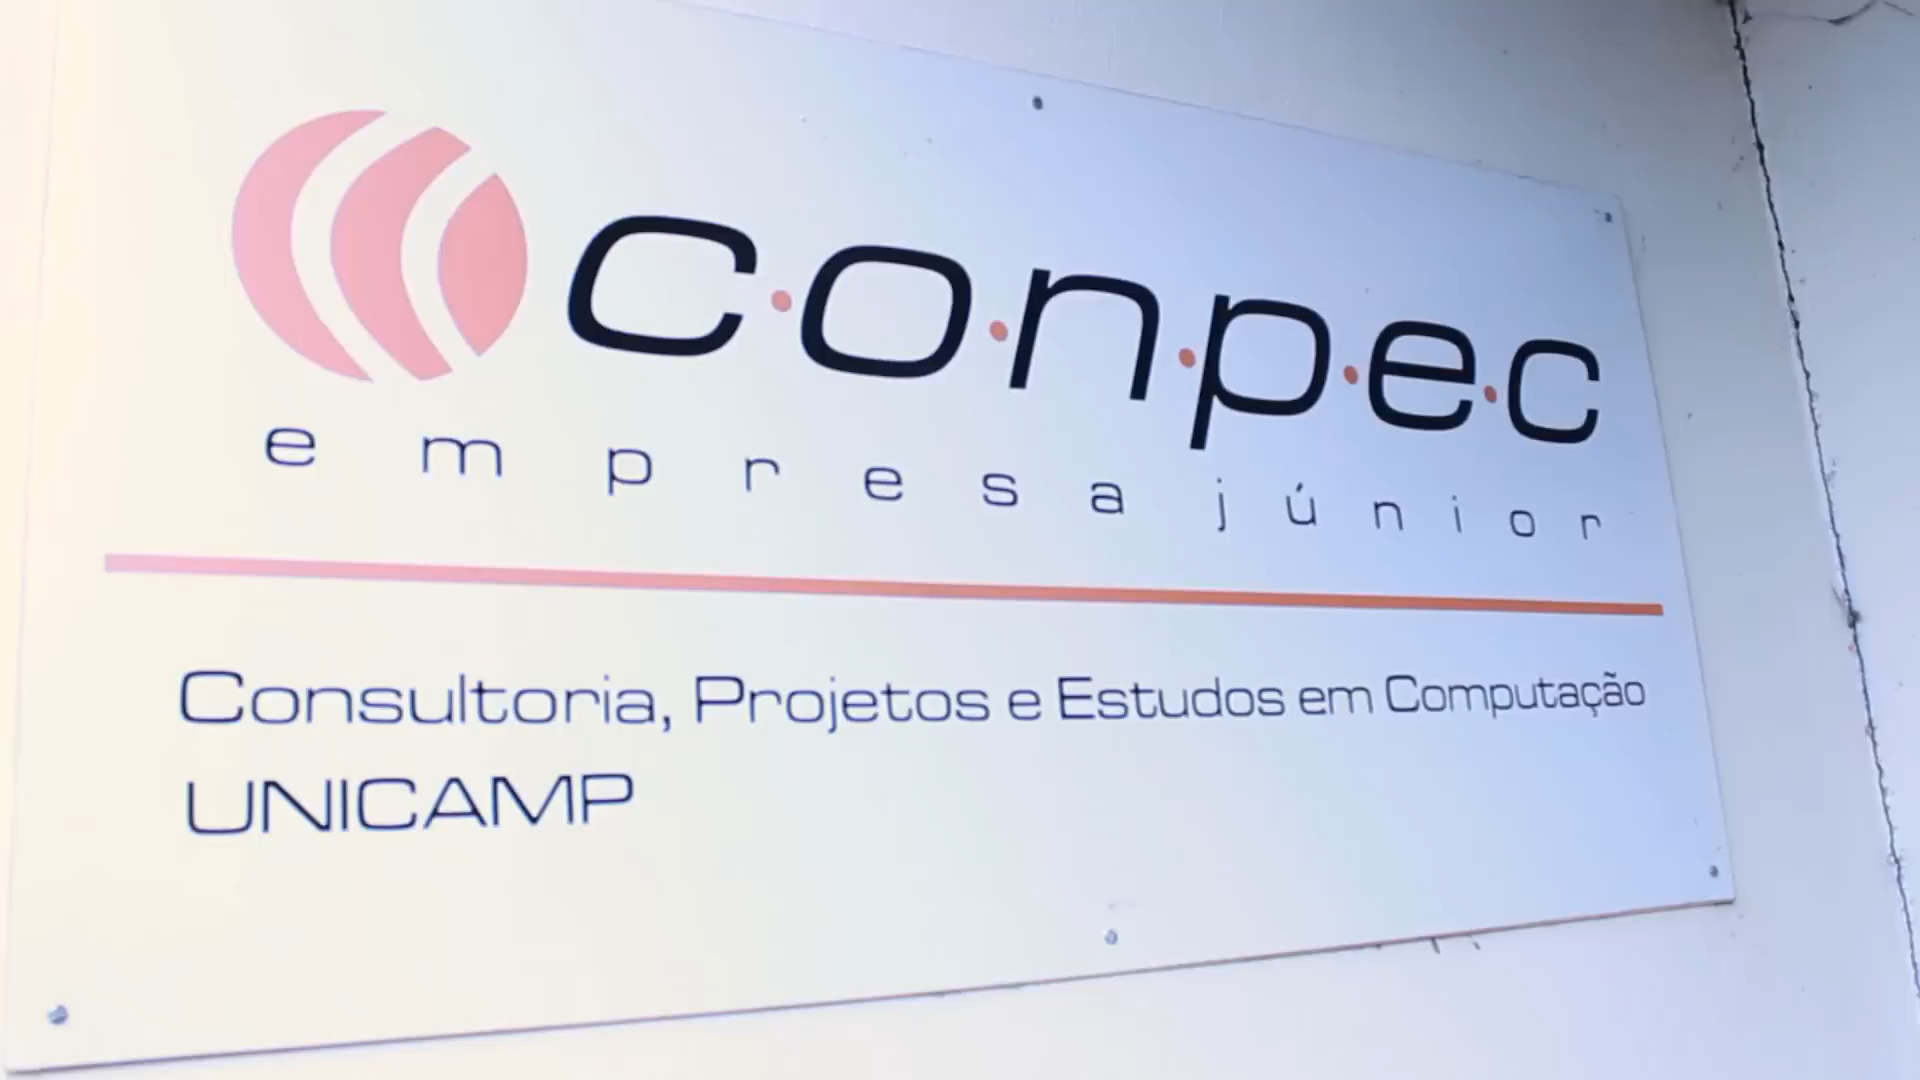 c.o.n.p.e.c
empresa júnior
Consultoria, Projetos e Estudos em Computação
UNICAMP